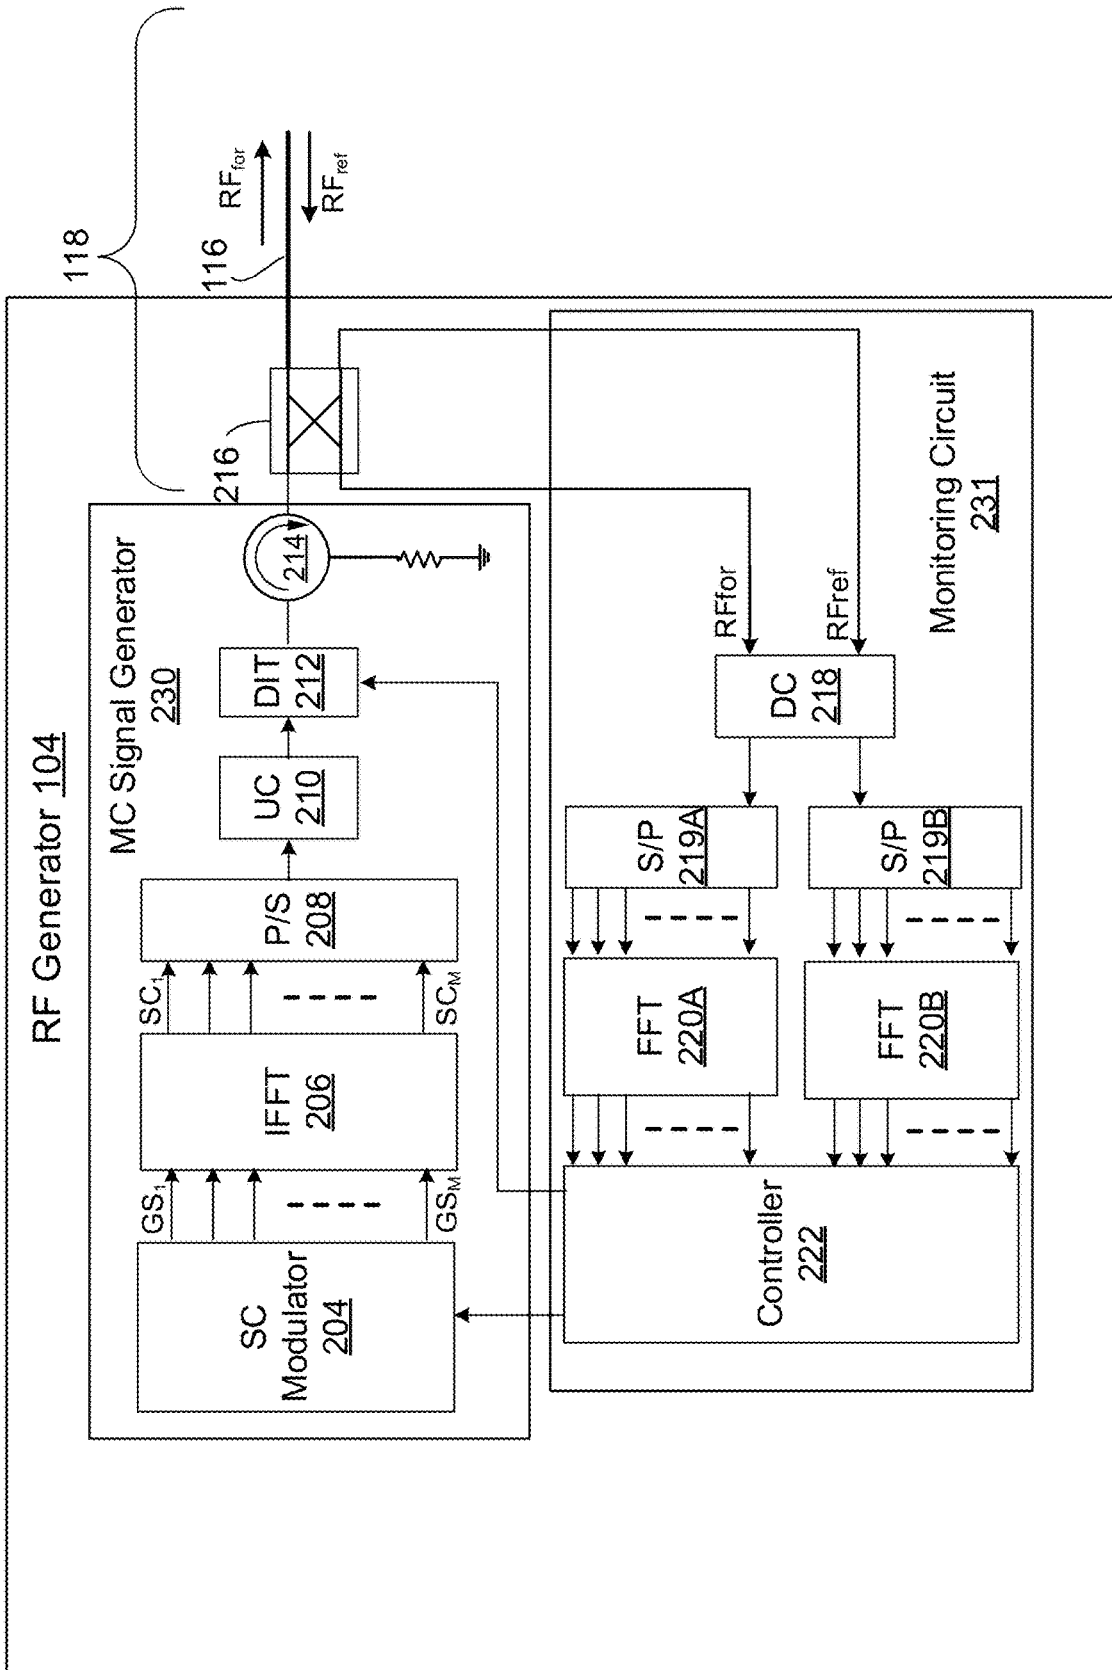 RF Generator 104
118
MC Signal Generator
230
SC
Modulator
204
GS1
GSM
IFFT
206
SC1
SCM
P/S
208
UC
210
DIT
212
214
216
116
RFfor
RFref
Controller
222
FFT
220A
FFT
220B
S/P
219A
S/P
219B
DC
218
RFfor
RFref
Monitoring Circuit
231